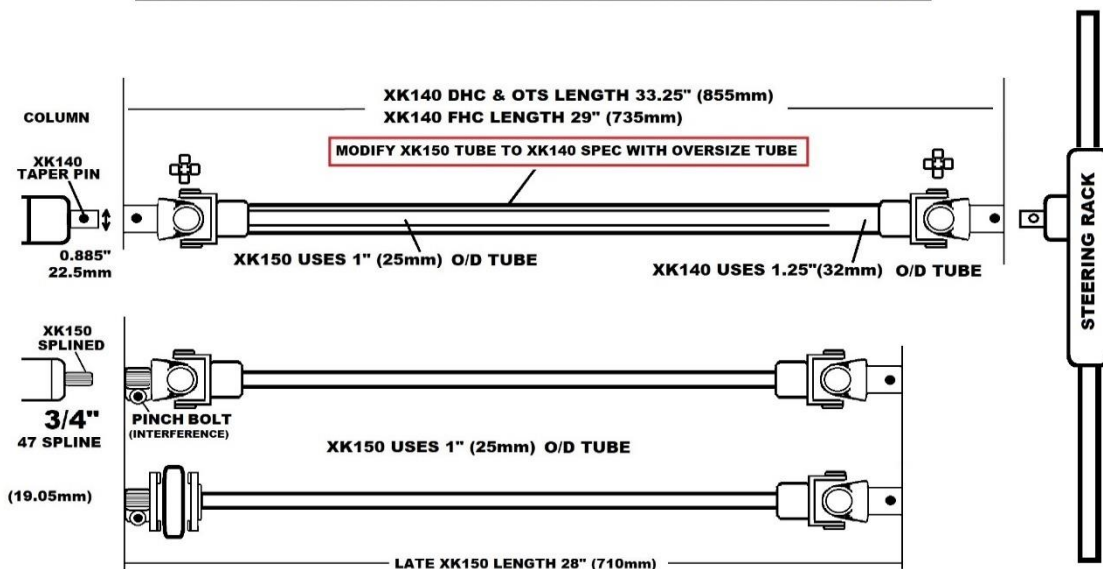 XK140 DHC & OTS LENGTH 33.25" (855mm)
XK140 FHC LENGTH 29" (735mm)
COLUMN
MODIFY XK150 TUBE TO XK140 SPEC WITH OVERSIZE TUBE
XK140
TAPER PIN
0.885"
22.5mm
XK150 USES 1" (25mm) O/D TUBE
XK140 USES 1.25"(32mm) O/D TUBE
STEERING RACK
XK150
SPLINED
3/4"
47 SPLINE
PINCH BOLT
(INTERFERENCE)
XK150 USES 1" (25mm) O/D TUBE
(19.05mm)
LATE XK150 LENGTH 28" (710mm)